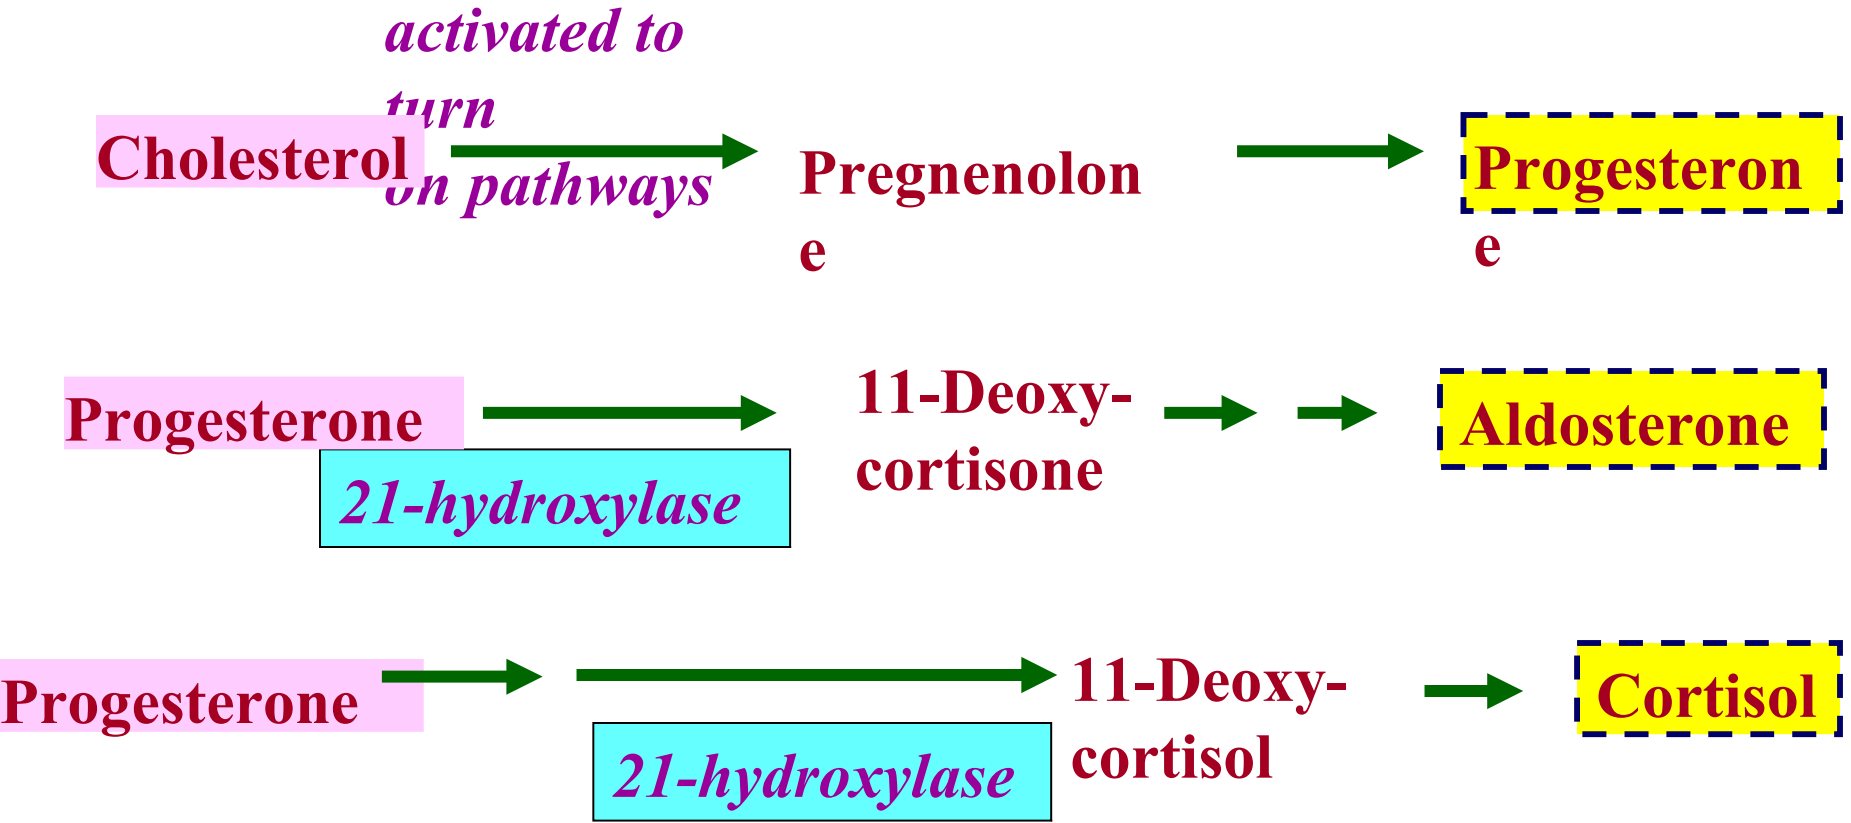 activated to
turn
on pathways
Cholesterol
Pregnenolon
e
Progesteron
e
Progesterone
21-hydroxylase
11-Deoxy-
cortisone
Aldosterone
Progesterone
21-hydroxylase
11-Deoxy-
cortisol
Cortisol